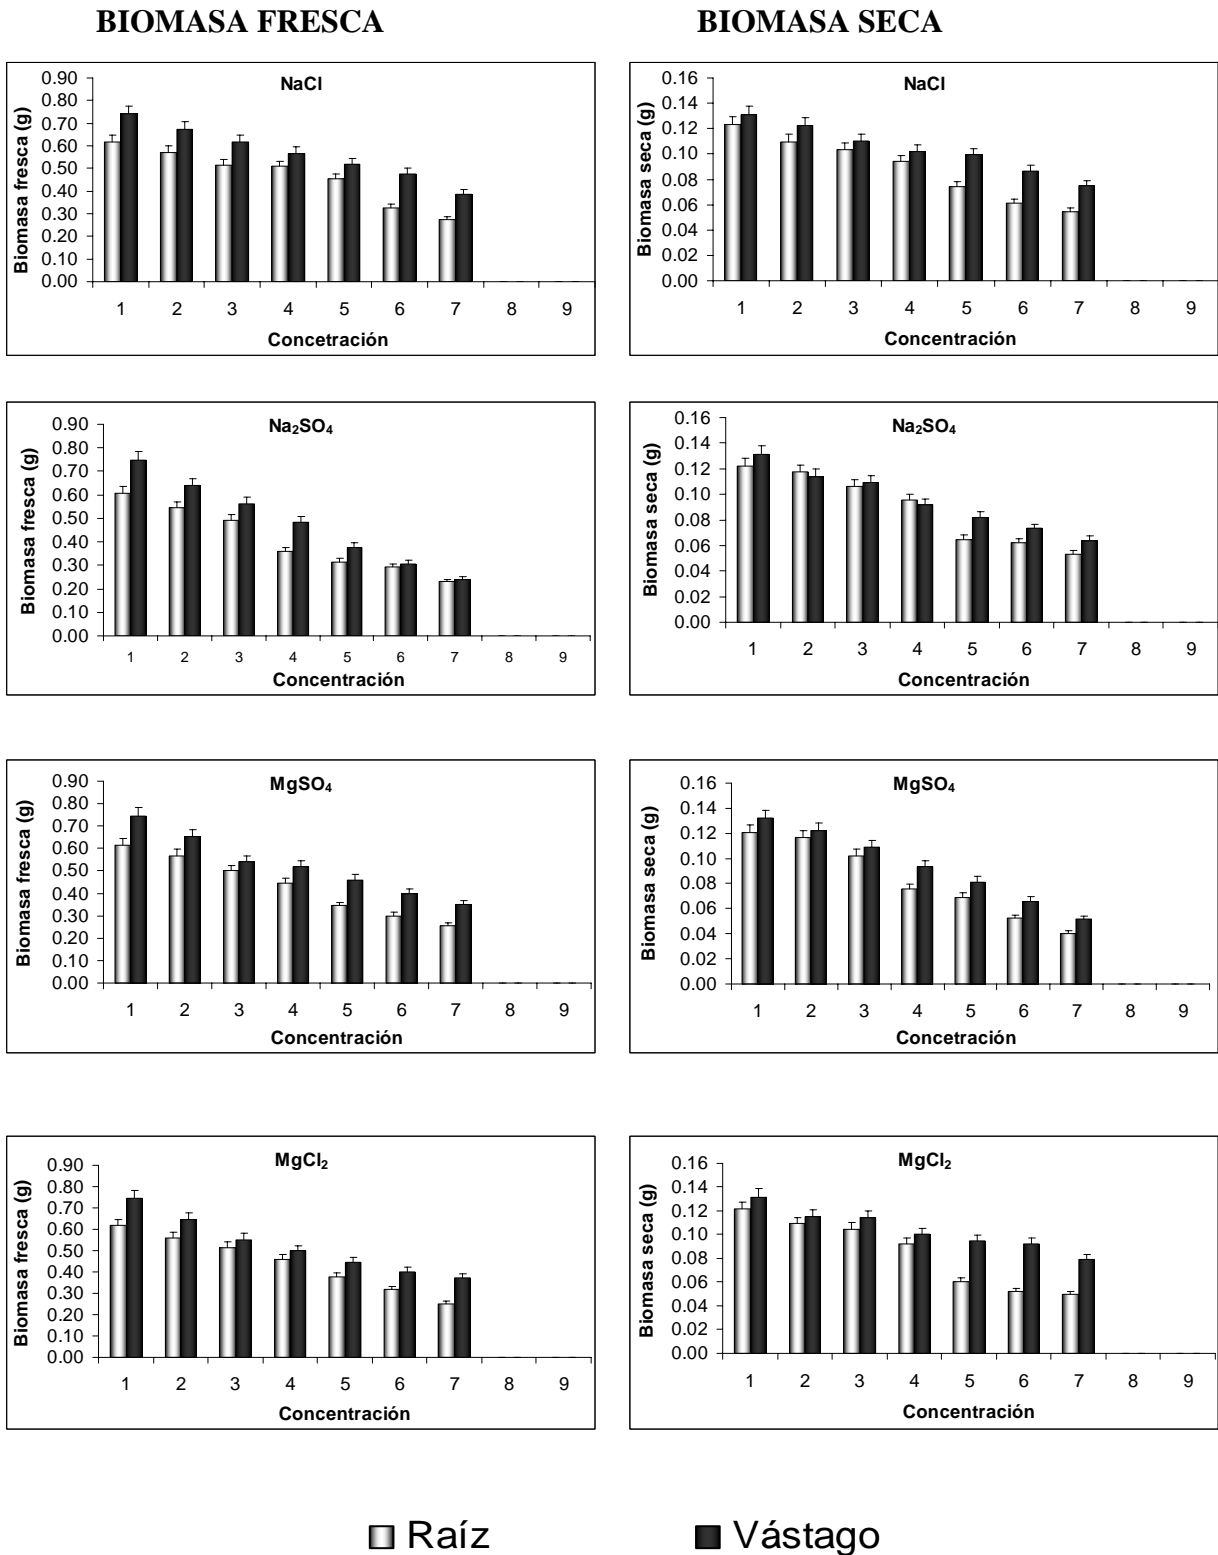 BIOMASA FRESCA
BIOMASA SECA
NaCl
Biomasa fresca (g)
0.90
0.80
0.70
0.60
0.50
0.40
0.30
0.20
0.10
0.00
1 2 3 4 5 6 7 8 9
Concetración
NaCl
Biomasa seca (g)
0.16
0.14
0.12
0.10
0.08
0.06
0.04
0.02
0.00
1 2 3 4 5 6 7 8 9
Concentración
Na₂SO₄
Biomasa fresca (g)
0.90
0.80
0.70
0.60
0.50
0.40
0.30
0.20
0.10
0.00
1 2 3 4 5 6 7 8 9
Concentración
Na₂SO₄
Biomasa seca (g)
0.16
0.14
0.12
0.10
0.08
0.06
0.04
0.02
0.00
1 2 3 4 5 6 7 8 9
Concentración
MgSO₄
Biomasa fresca (g)
0.90
0.80
0.70
0.60
0.50
0.40
0.30
0.20
0.10
0.00
1 2 3 4 5 6 7 8 9
Concentración
MgSO₄
Biomasa seca (g)
0.16
0.14
0.12
0.10
0.08
0.06
0.04
0.02
0.00
1 2 3 4 5 6 7 8 9
Concetración
MgCl₂
Biomasa fresca (g)
0.90
0.80
0.70
0.60
0.50
0.40
0.30
0.20
0.10
0.00
1 2 3 4 5 6 7 8 9
Concentración
MgCl₂
Biomasa seca (g)
0.16
0.14
0.12
0.10
0.08
0.06
0.04
0.02
0.00
1 2 3 4 5 6 7 8 9
Concentración
Raíz
Vástago